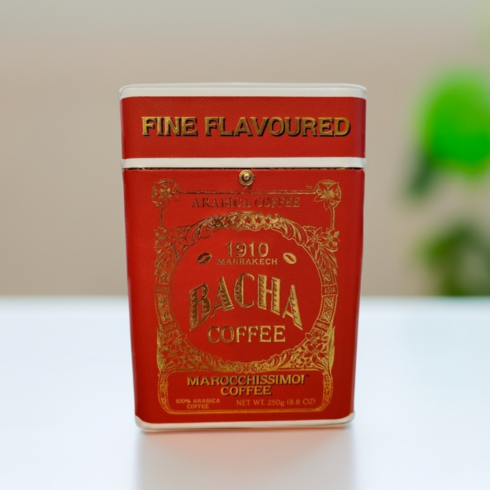 FINE FLAVOURED
ARABICA COFFEE
1910
MARRAKECH
BACHA
COFFEE
MAROCCHISSIMO!
COFFEE
100% ARABICA
COFFEE
NET WT. 250g (8.8 OZ)